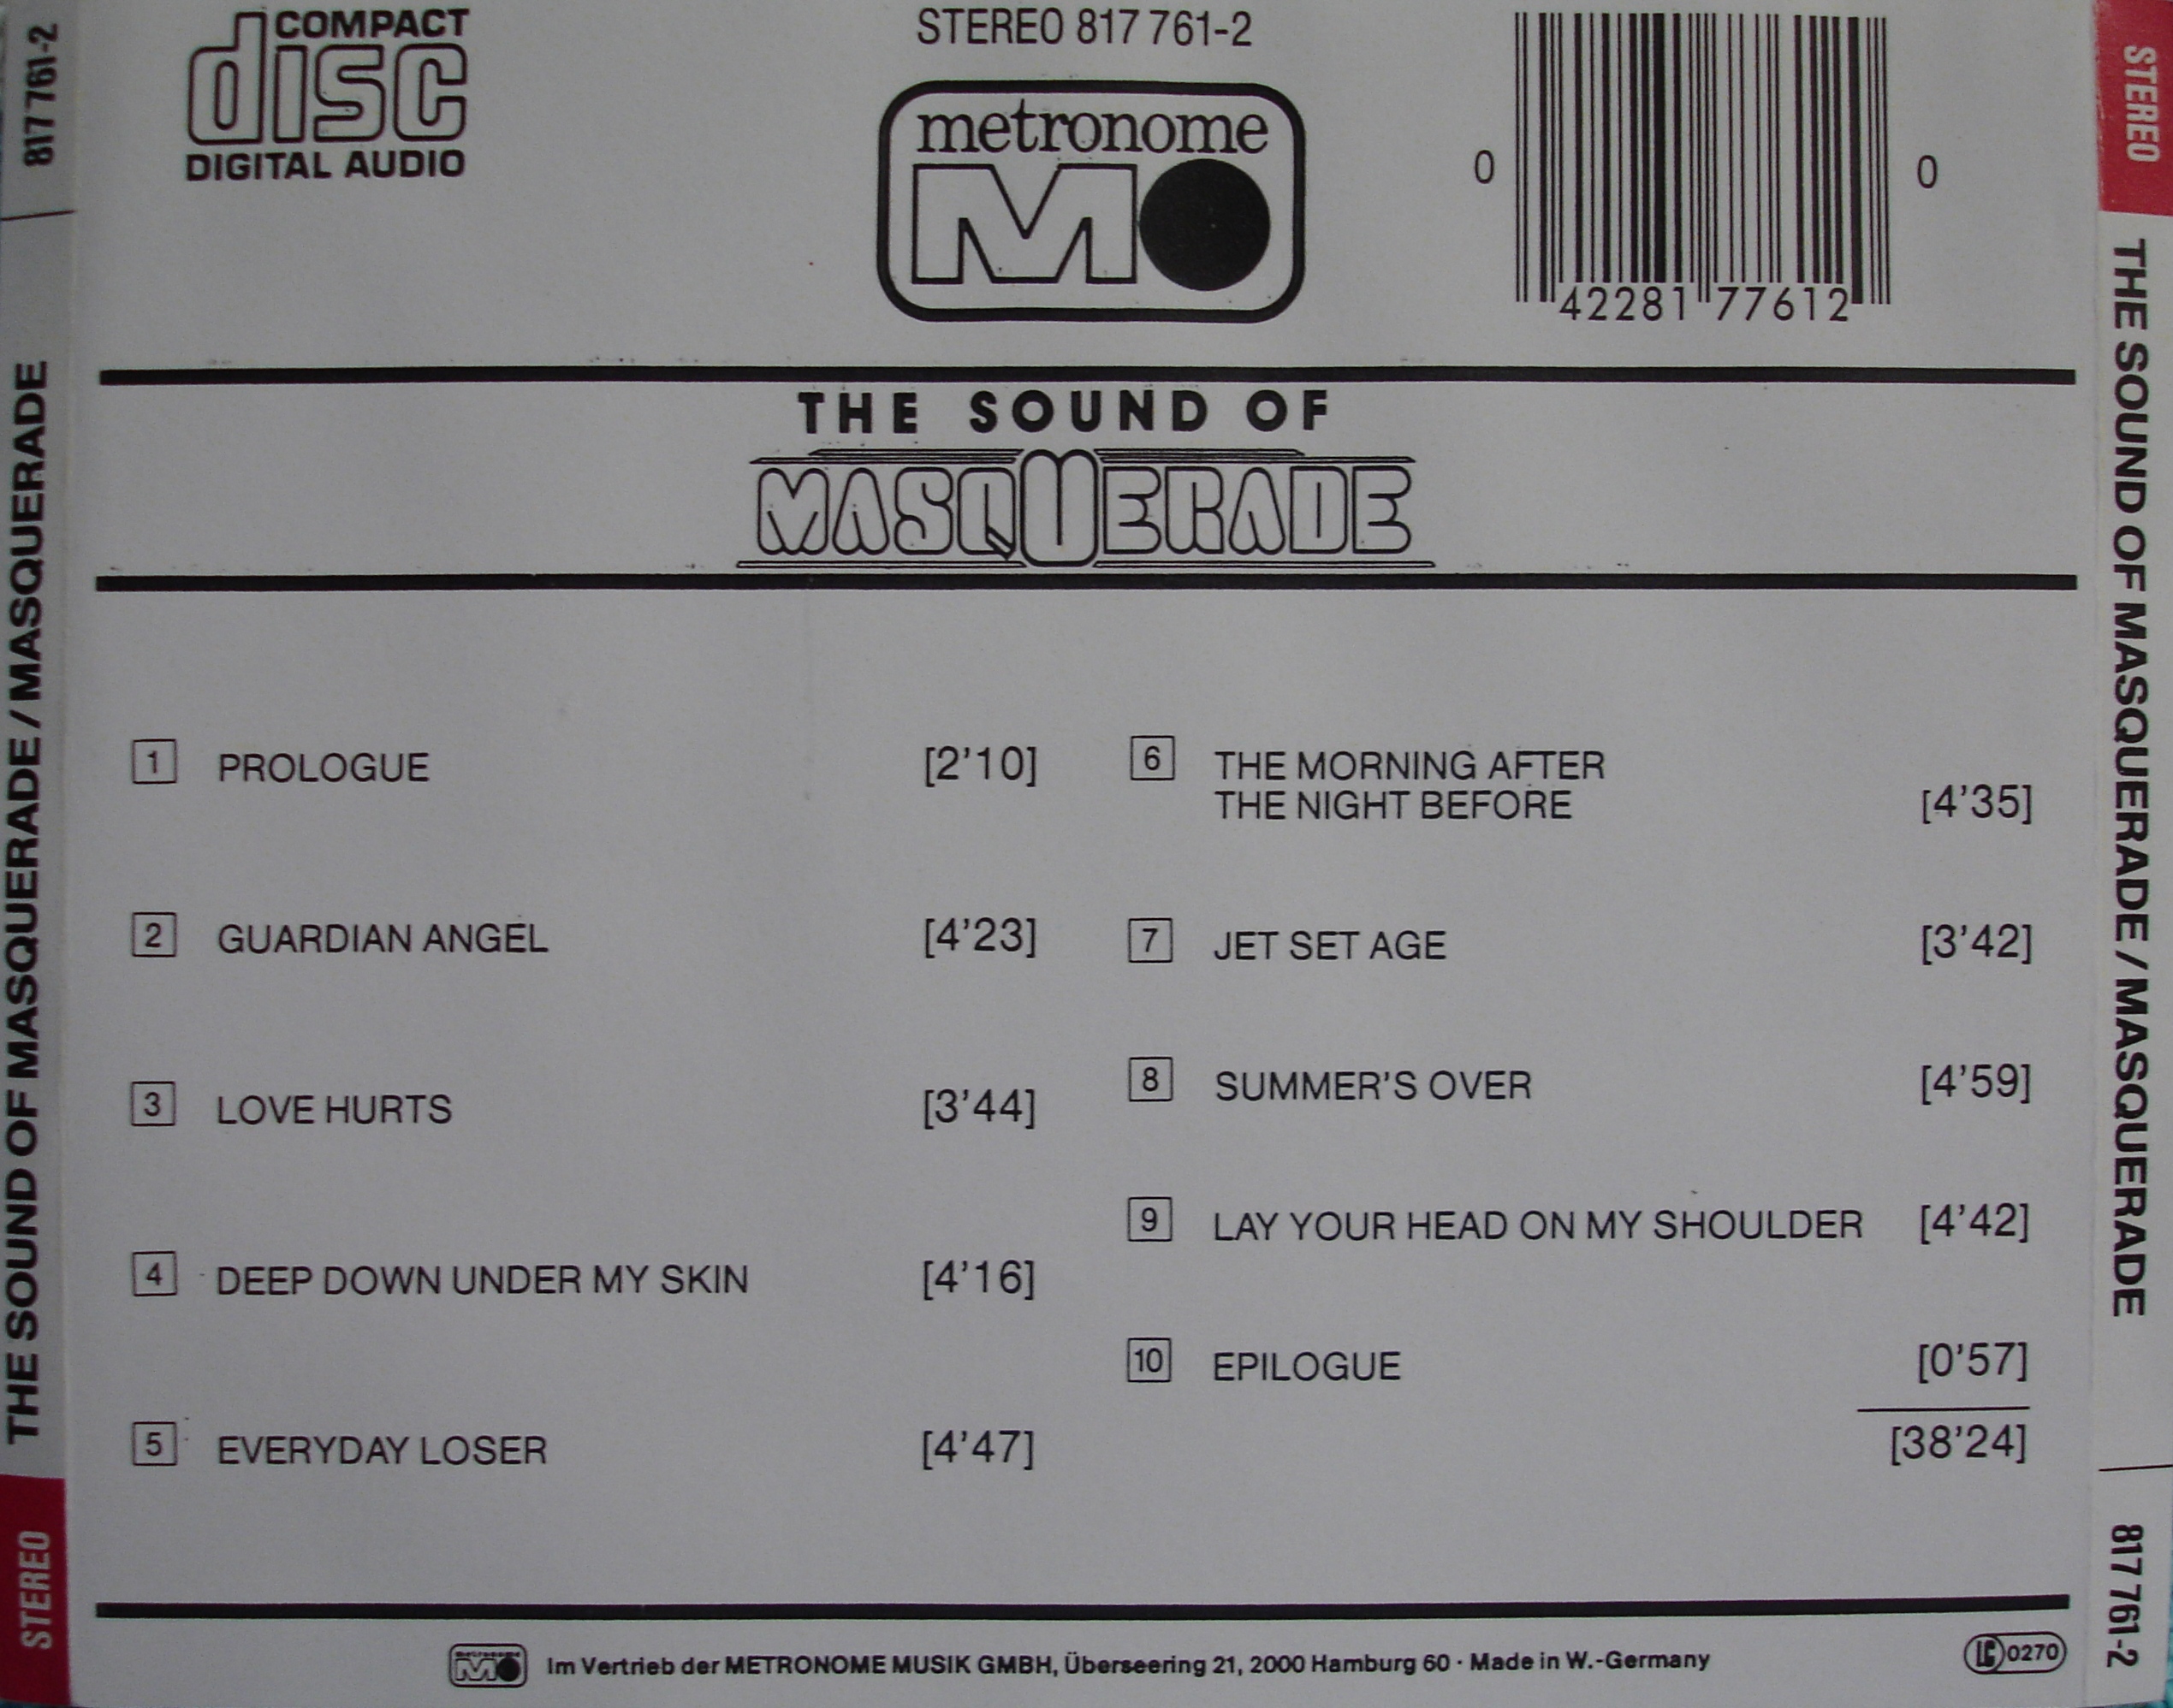 COMPACT
disc
DIGITAL AUDIO
STEREO 817 761-2
metronome
M
0
42281 77612
0
THE SOUND OF
MASQUERADE
1 PROLOGUE [2'10]
2 GUARDIAN ANGEL [4'23]
3 LOVE HURTS [3'44]
4 DEEP DOWN UNDER MY SKIN [4'16]
5 EVERYDAY LOSER [4'47]
6 THE MORNING AFTER
THE NIGHT BEFORE [4'35]
7 JET SET AGE [3'42]
8 SUMMER'S OVER [4'59]
9 LAY YOUR HEAD ON MY SHOULDER [4'42]
10 EPILOGUE [0'57]
[38'24]
metronome
M
Im Vertrieb der METRONOME MUSIK GMBH, Überseering 21, 2000 Hamburg 60 · Made in W.-Germany
LC 0270
STEREO THE SOUND OF MASQUERADE / MASQUERADE 817 761-2
STEREO THE SOUND OF MASQUERADE / MASQUERADE 817 761-2